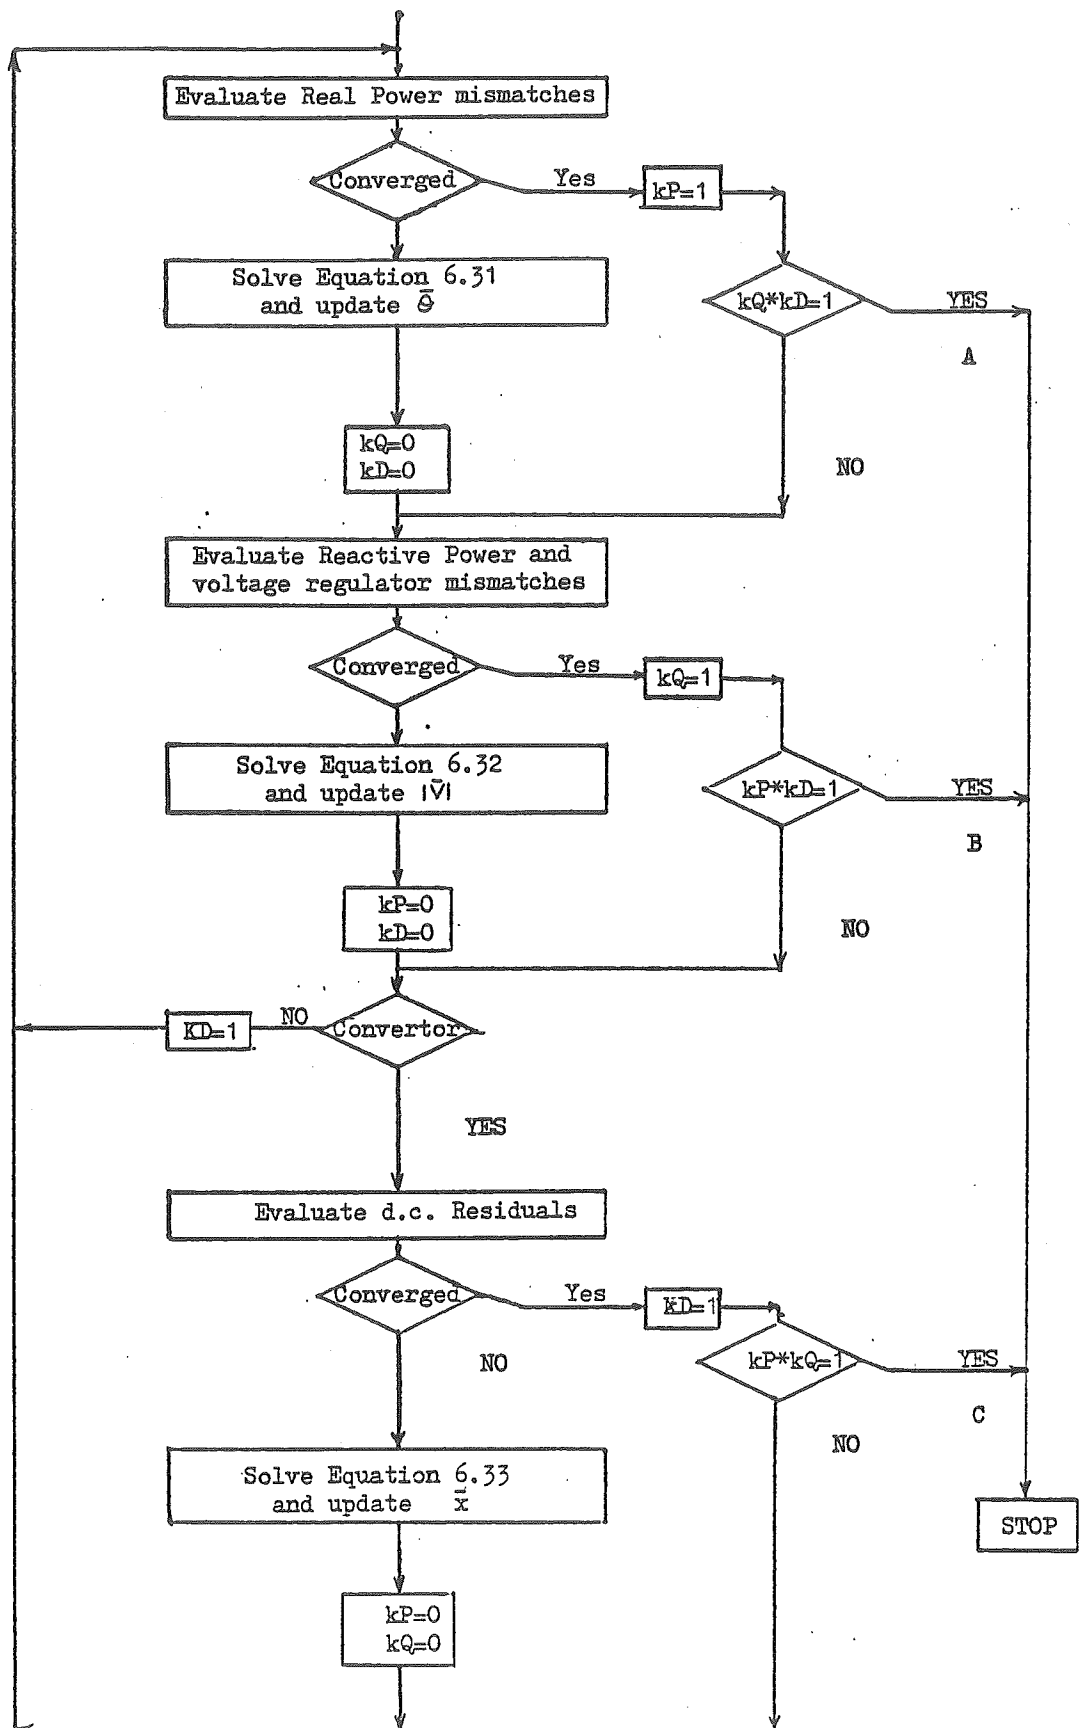 Evaluate Real Power mismatches
Converged
Yes
kP=1
Solve Equation 6.31
and update θ̄
kQ*kD=1
YES
A
kQ=0
kD=0
NO
Evaluate Reactive Power and
voltage regulator mismatches
Converged
Yes
kQ=1
Solve Equation 6.32
and update |V̄|
kP*kD=1
YES
B
kP=0
kD=0
NO
Convertor
NO
KD=1
YES
Evaluate d.c. Residuals
Converged
Yes
KD=1
NO
kP*kQ=1
YES
C
NO
Solve Equation 6.33
and update x̄
STOP
kP=0
kQ=0